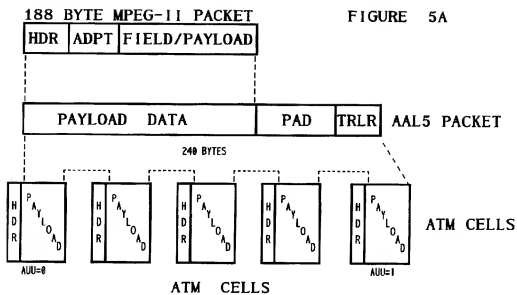 188 BYTE MPEG-II PACKET
FIGURE 5A
HDR ADPT FIELD/PAYLOAD
PAYLOAD DATA PAD TRLR AAL5 PACKET
240 BYTES
HDR PAYLOAD HDR PAYLOAD HDR PAYLOAD HDR PAYLOAD HDR PAYLOAD
ATM CELLS
AUU=0 AUU=1
ATM CELLS